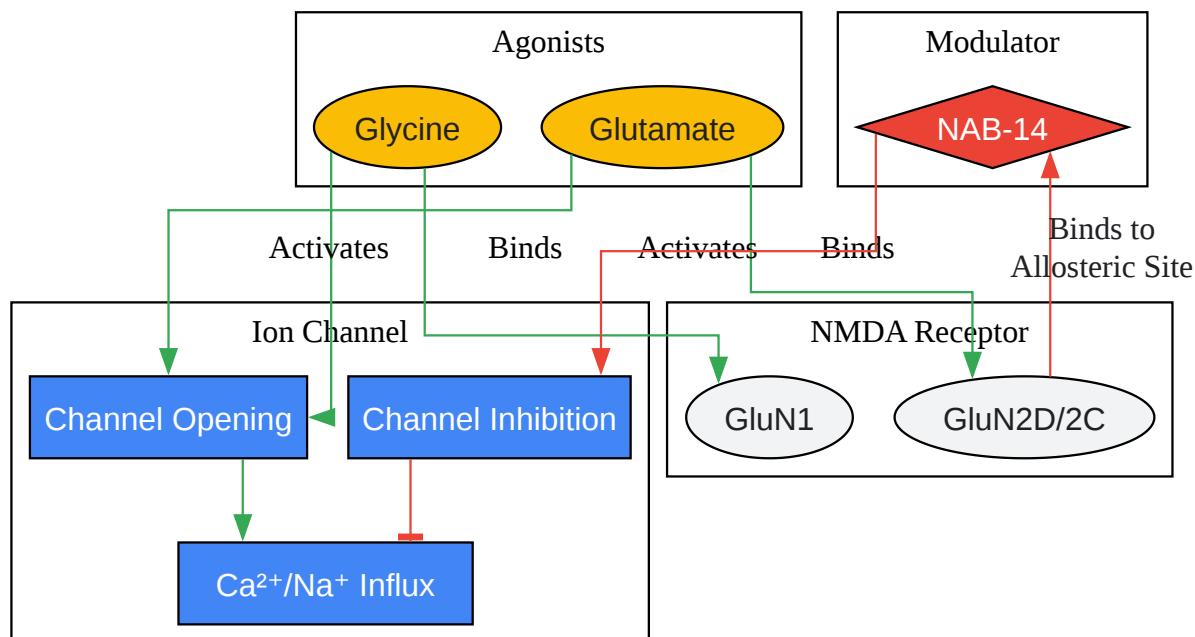 Agonists
Modulator
Glycine
Glutamate
NAB-14
Activates
Binds
Activates
Binds
Binds to
Allosteric Site
Ion Channel
NMDA Receptor
Channel Opening
Channel Inhibition
GluN1
GluN2D/2C
Ca²⁺/Na⁺ Influx